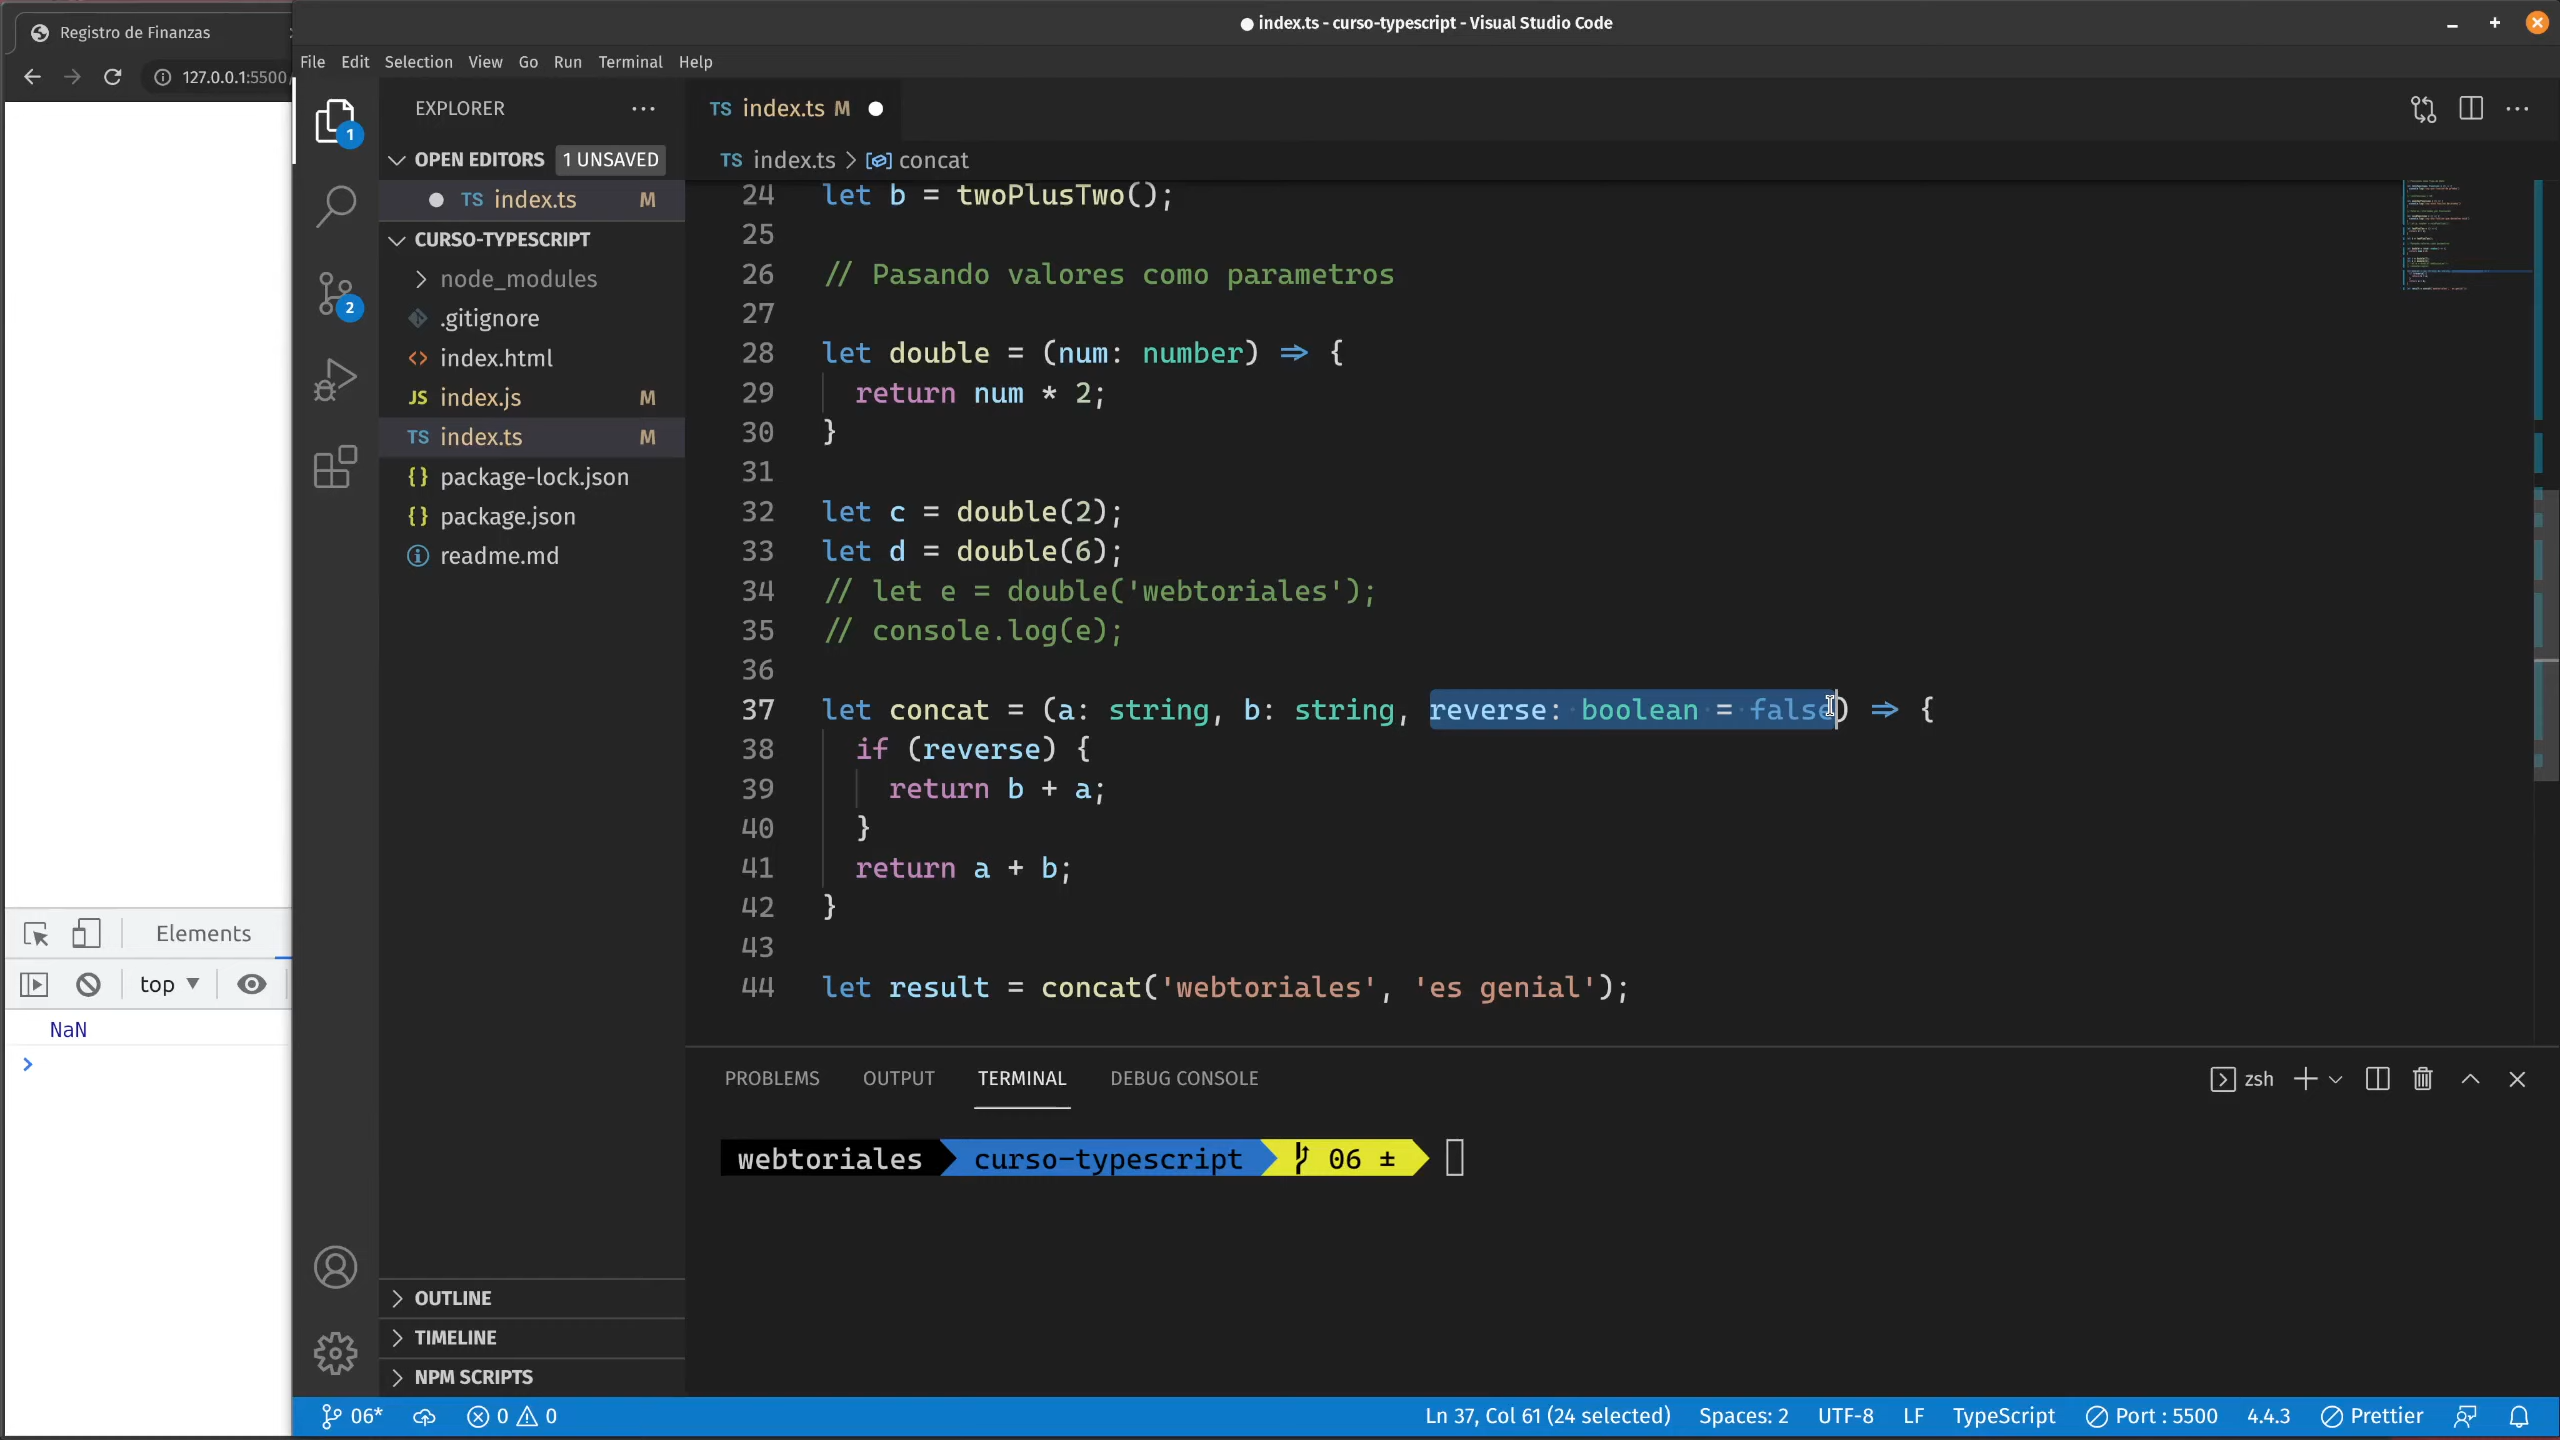 Registro de Finanzas
127.0.0.1:5500/
Elements
top
NaN
index.ts - curso-typescript - Visual Studio Code
File Edit Selection View Go Run Terminal Help
EXPLORER
OPEN EDITORS 1 UNSAVED
TS index.ts M
CURSO-TYPESCRIPT
node_modules
.gitignore
index.html
JS index.js M
TS index.ts M
{} package-lock.json
{} package.json
readme.md
OUTLINE
TIMELINE
NPM SCRIPTS
1
2
TS index.ts M
TS index.ts > concat
24 let b = twoPlusTwo();
25
26 // Pasando valores como parametros
27
28 let double = (num: number) => {
29 return num * 2;
30 }
31
32 let c = double(2);
33 let d = double(6);
34 // let e = double('webtoriales');
35 // console.log(e);
36
37 let concat = (a: string, b: string, reverse: boolean = false) => {
38 if (reverse) {
39 return b + a;
40 }
41 return a + b;
42 }
43
44 let result = concat('webtoriales', 'es genial');
PROBLEMS OUTPUT TERMINAL DEBUG CONSOLE
zsh
webtoriales curso-typescript 06 ±
06* 0 0 Ln 37, Col 61 (24 selected) Spaces: 2 UTF-8 LF TypeScript Port : 5500 4.4.3 Prettier